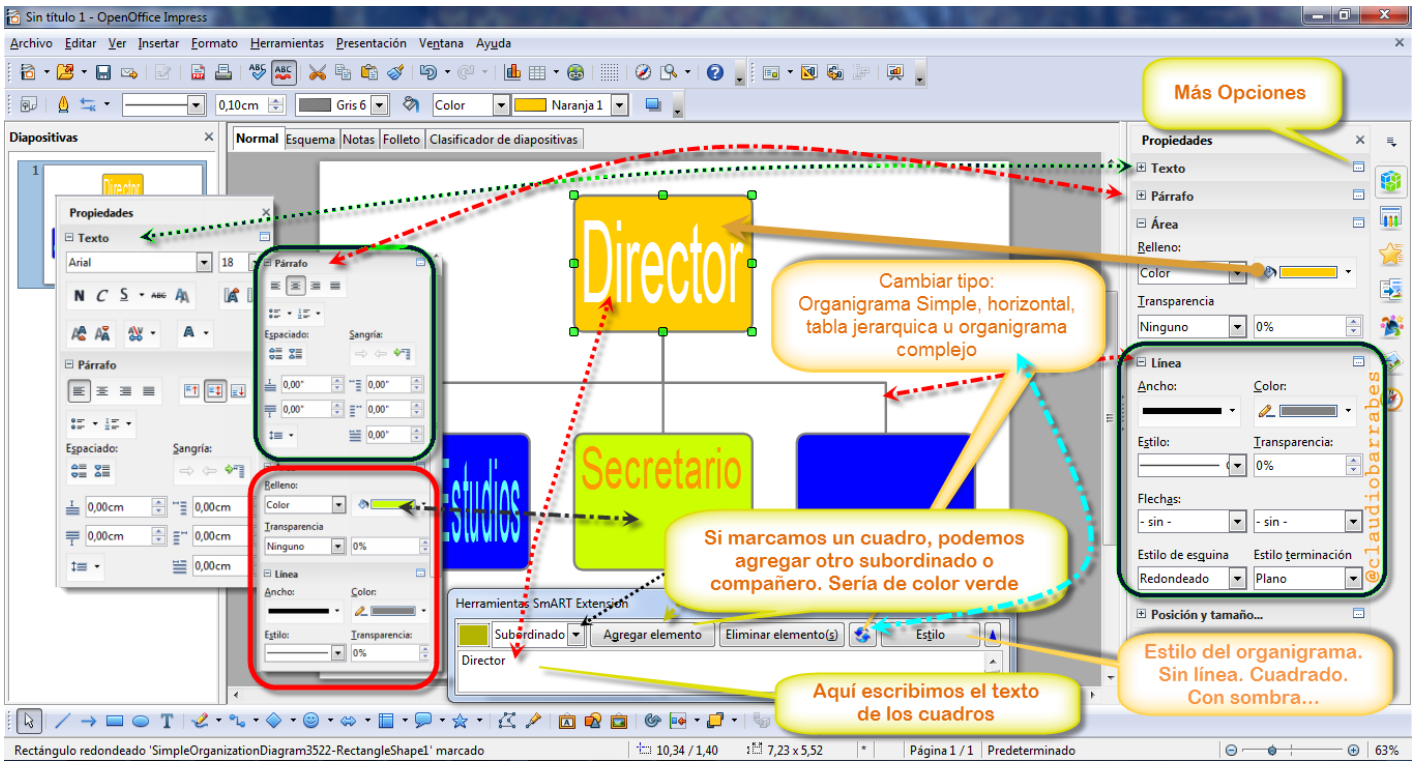 Sin título 1 - OpenOffice Impress
Archivo Editar Ver Insertar Formato Herramientas Presentación Ventana Ayuda
0,10cm Gris 6 Color Naranja 1
Más Opciones
Diapositivas
Normal Esquema Notas Folleto Clasificador de diapositivas
Propiedades
1
Director
Texto
Párrafo
Área
Relleno:
Color
Transparencia
Ninguno 0%
Línea
Ancho: Color:
Estilo: Transparencia:
0%
Flechas:
- sin - - sin -
Estilo de esquina Estilo terminación
Redondeado Plano
Posición y tamaño...
@claudiobarrabes
Propiedades
Texto
Arial 18
N C S ABC
Párrafo
Espaciado: Sangría:
0,00cm 0,00cm
0,00cm 0,00cm
0,00cm
Párrafo
Espaciado: Sangría:
0,00" 0,00"
0,00" 0,00"
0,00"
Relleno:
Color
Transparencia
Ninguno 0%
Línea
Ancho: Color:
Estilo: Transparencia:
0%
Director
Cambiar tipo:
Organigrama Simple, horizontal,
tabla jerarquica u organigrama
complejo
Estudios
Secretario
Si marcamos un cuadro, podemos
agregar otro subordinado o
compañero. Sería de color verde
Herramientas SmART Extension
Subordinado Agregar elemento Eliminar elemento(s) Estilo
Director
Aquí escribimos el texto
de los cuadros
Estilo del organigrama.
Sin línea. Cuadrado.
Con sombra...
Rectángulo redondeado 'SimpleOrganizationDiagram3522-RectangleShape1' marcado 10,34 / 1,40 7,23 x 5,52 * Página 1 / 1 Predeterminado 63%